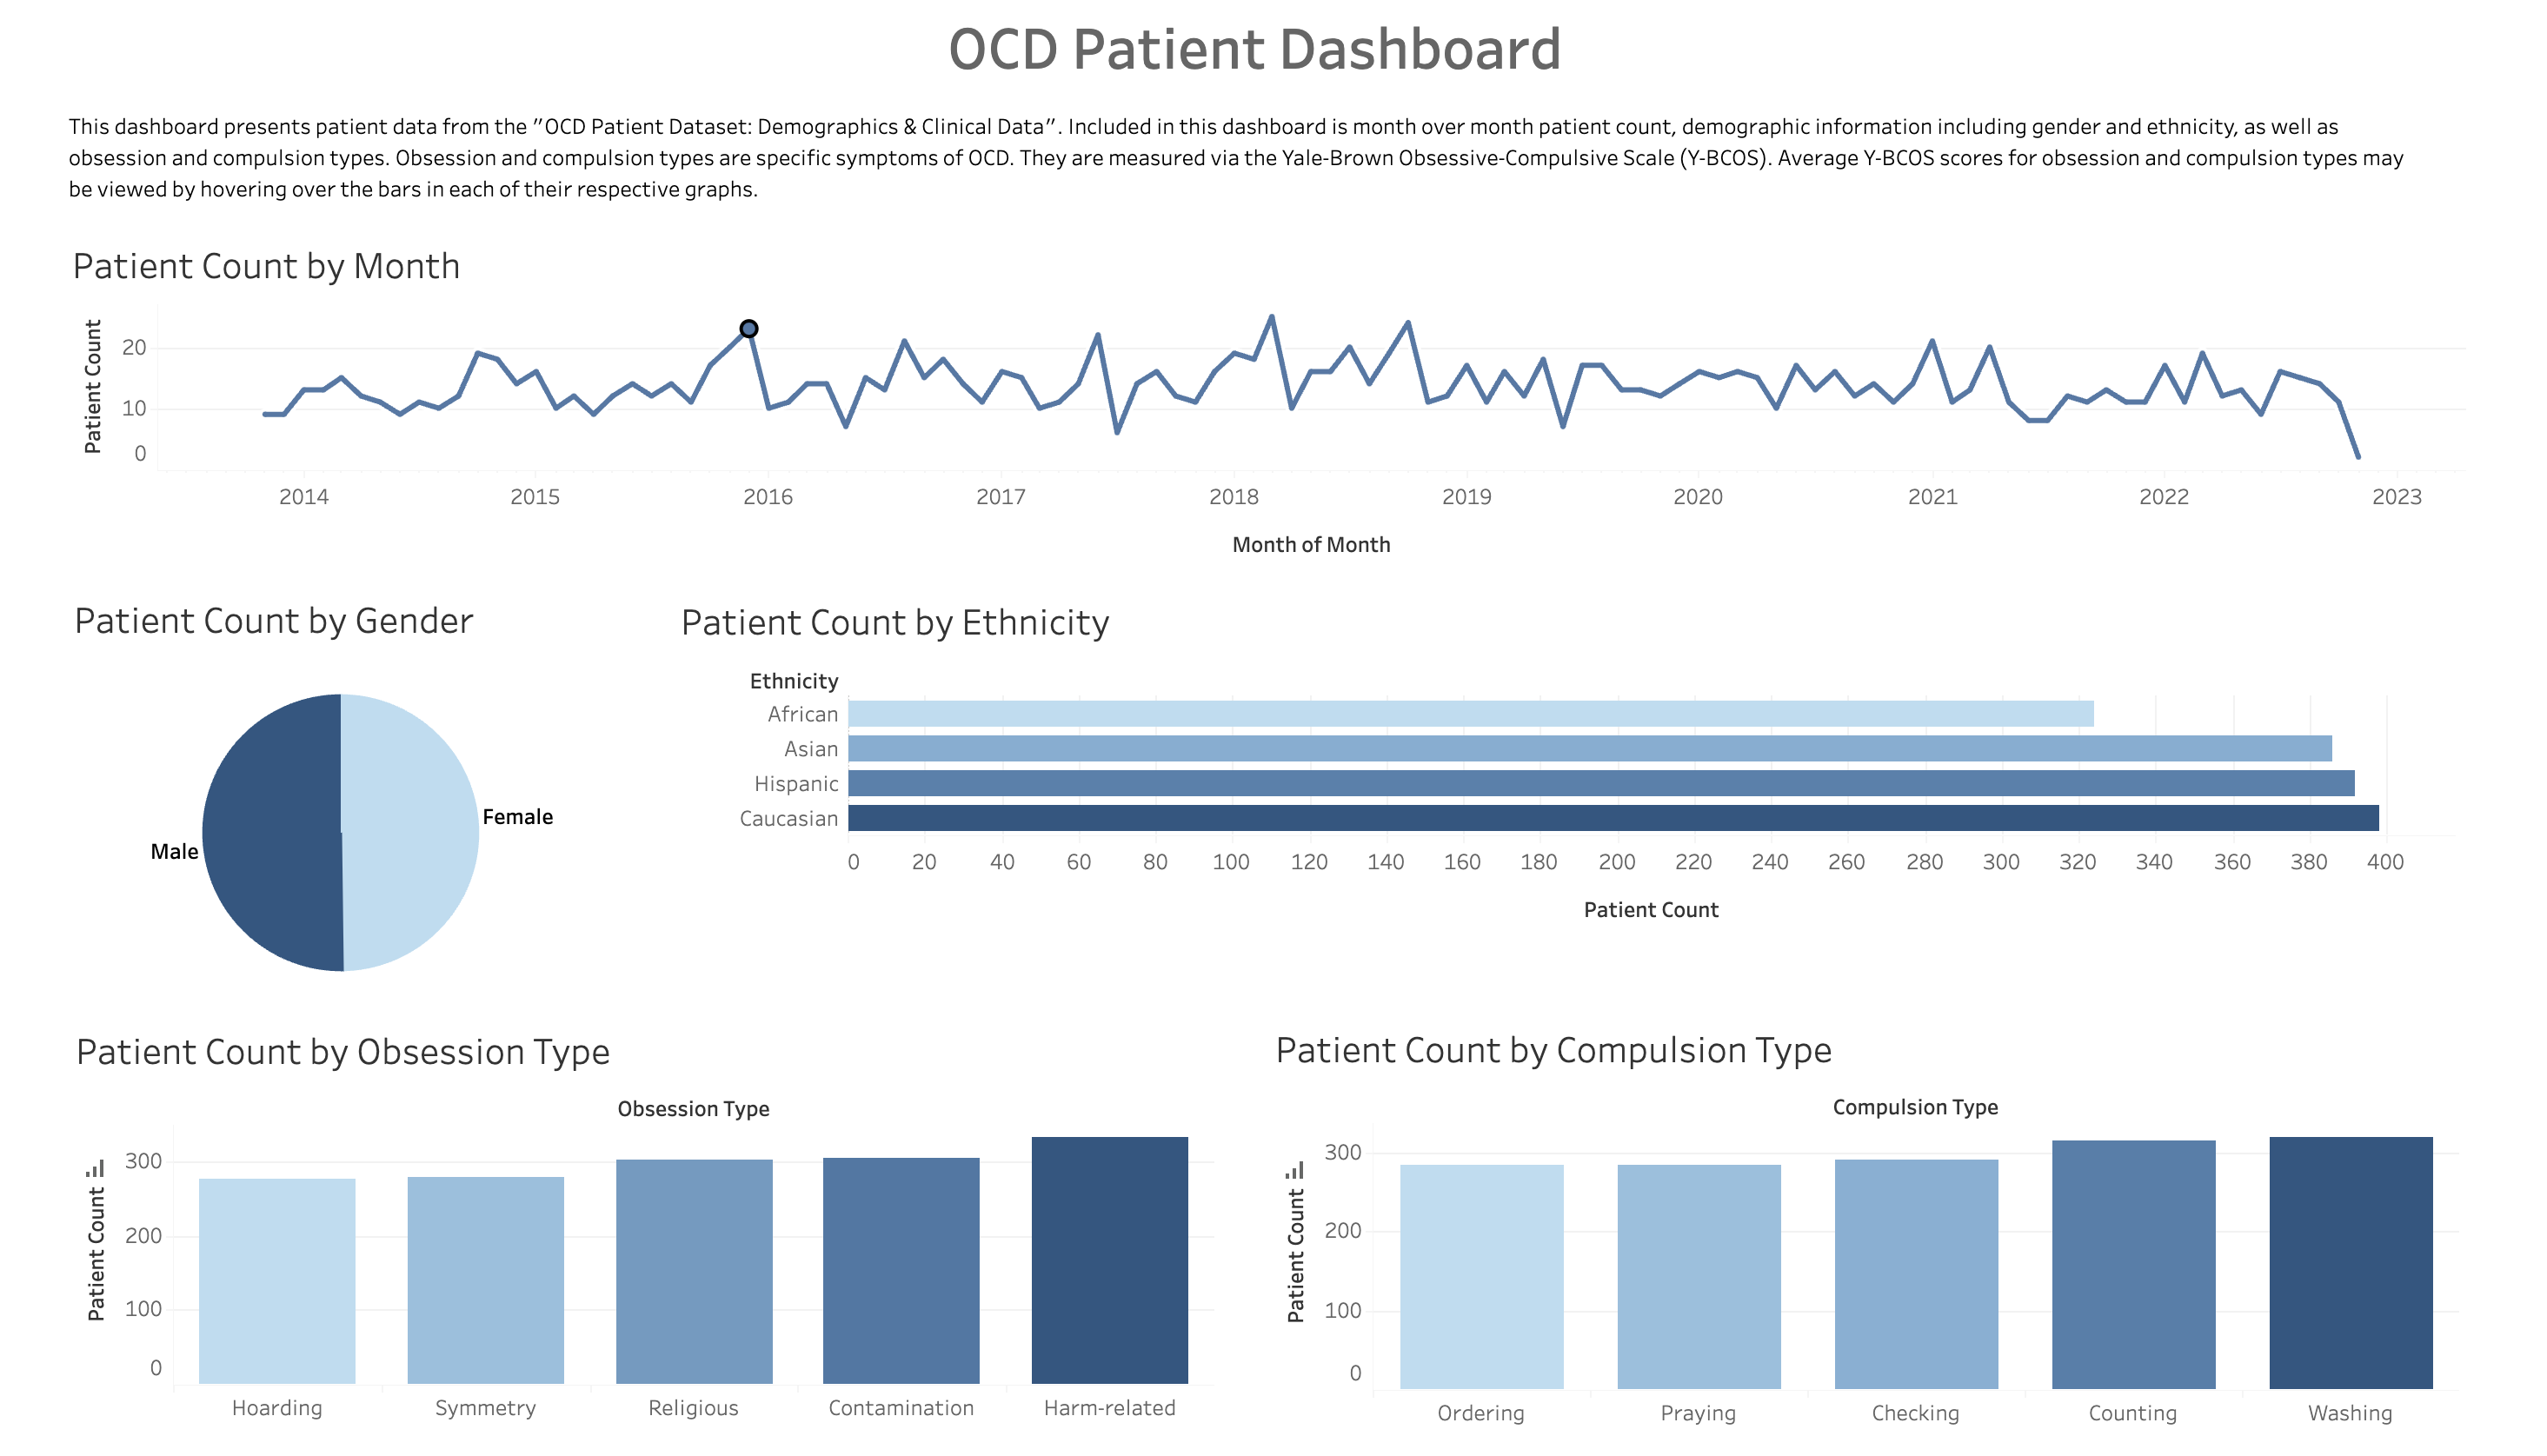 OCD Patient Dashboard
This dashboard presents patient data from the "OCD Patient Dataset: Demographics & Clinical Data". Included in this dashboard is month over month patient count, demographic information including gender and ethnicity, as well as
obsession and compulsion types. Obsession and compulsion types are specific symptoms of OCD. They are measured via the Yale-Brown Obsessive-Compulsive Scale (Y-BCOS). Average Y-BCOS scores for obsession and compulsion types may
be viewed by hovering over the bars in each of their respective graphs.
Patient Count by Month
Patient Count
20
10
0
2014 2015 2016 2017 2018 2019 2020 2021 2022 2023
Month of Month
Patient Count by Gender
Female
Male
Patient Count by Ethnicity
Ethnicity
African
Asian
Hispanic
Caucasian
0 20 40 60 80 100 120 140 160 180 200 220 240 260 280 300 320 340 360 380 400
Patient Count
Patient Count by Obsession Type
Obsession Type
Patient Count
300
200
100
0
Hoarding Symmetry Religious Contamination Harm-related
Patient Count by Compulsion Type
Compulsion Type
Patient Count
300
200
100
0
Ordering Praying Checking Counting Washing